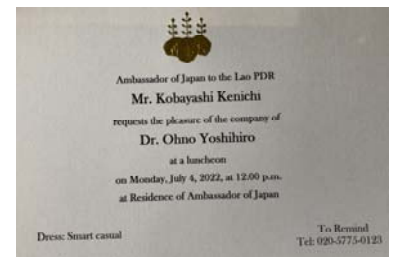 Ambassador of Japan to the Lao PDR
Mr. Kobayashi Kenichi
requests the pleasure of the company of
Dr. Ohno Yoshihiro
at a luncheon
on Monday, July 4, 2022, at 12.00 p.m.
at Residence of Ambassador of Japan
Dress: Smart casual
To Remind
Tel: 020-5775-0123